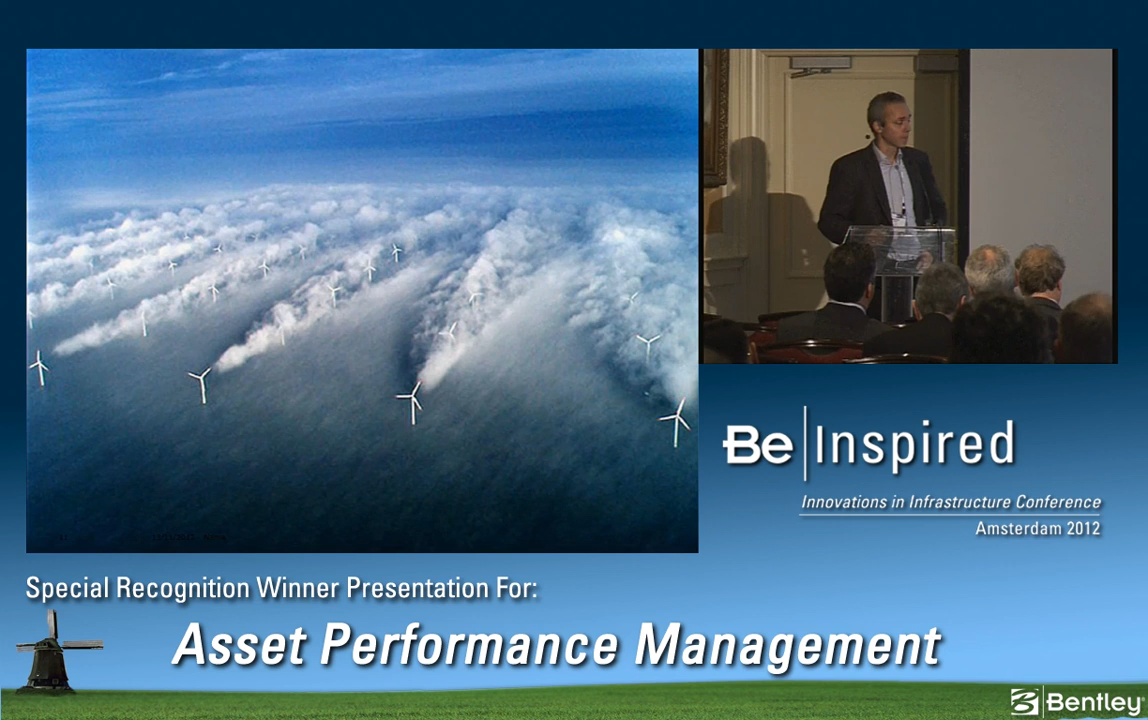 Be Inspired
Innovations in Infrastructure Conference
Amsterdam 2012
Special Recognition Winner Presentation For:
Asset Performance Management
Bentley